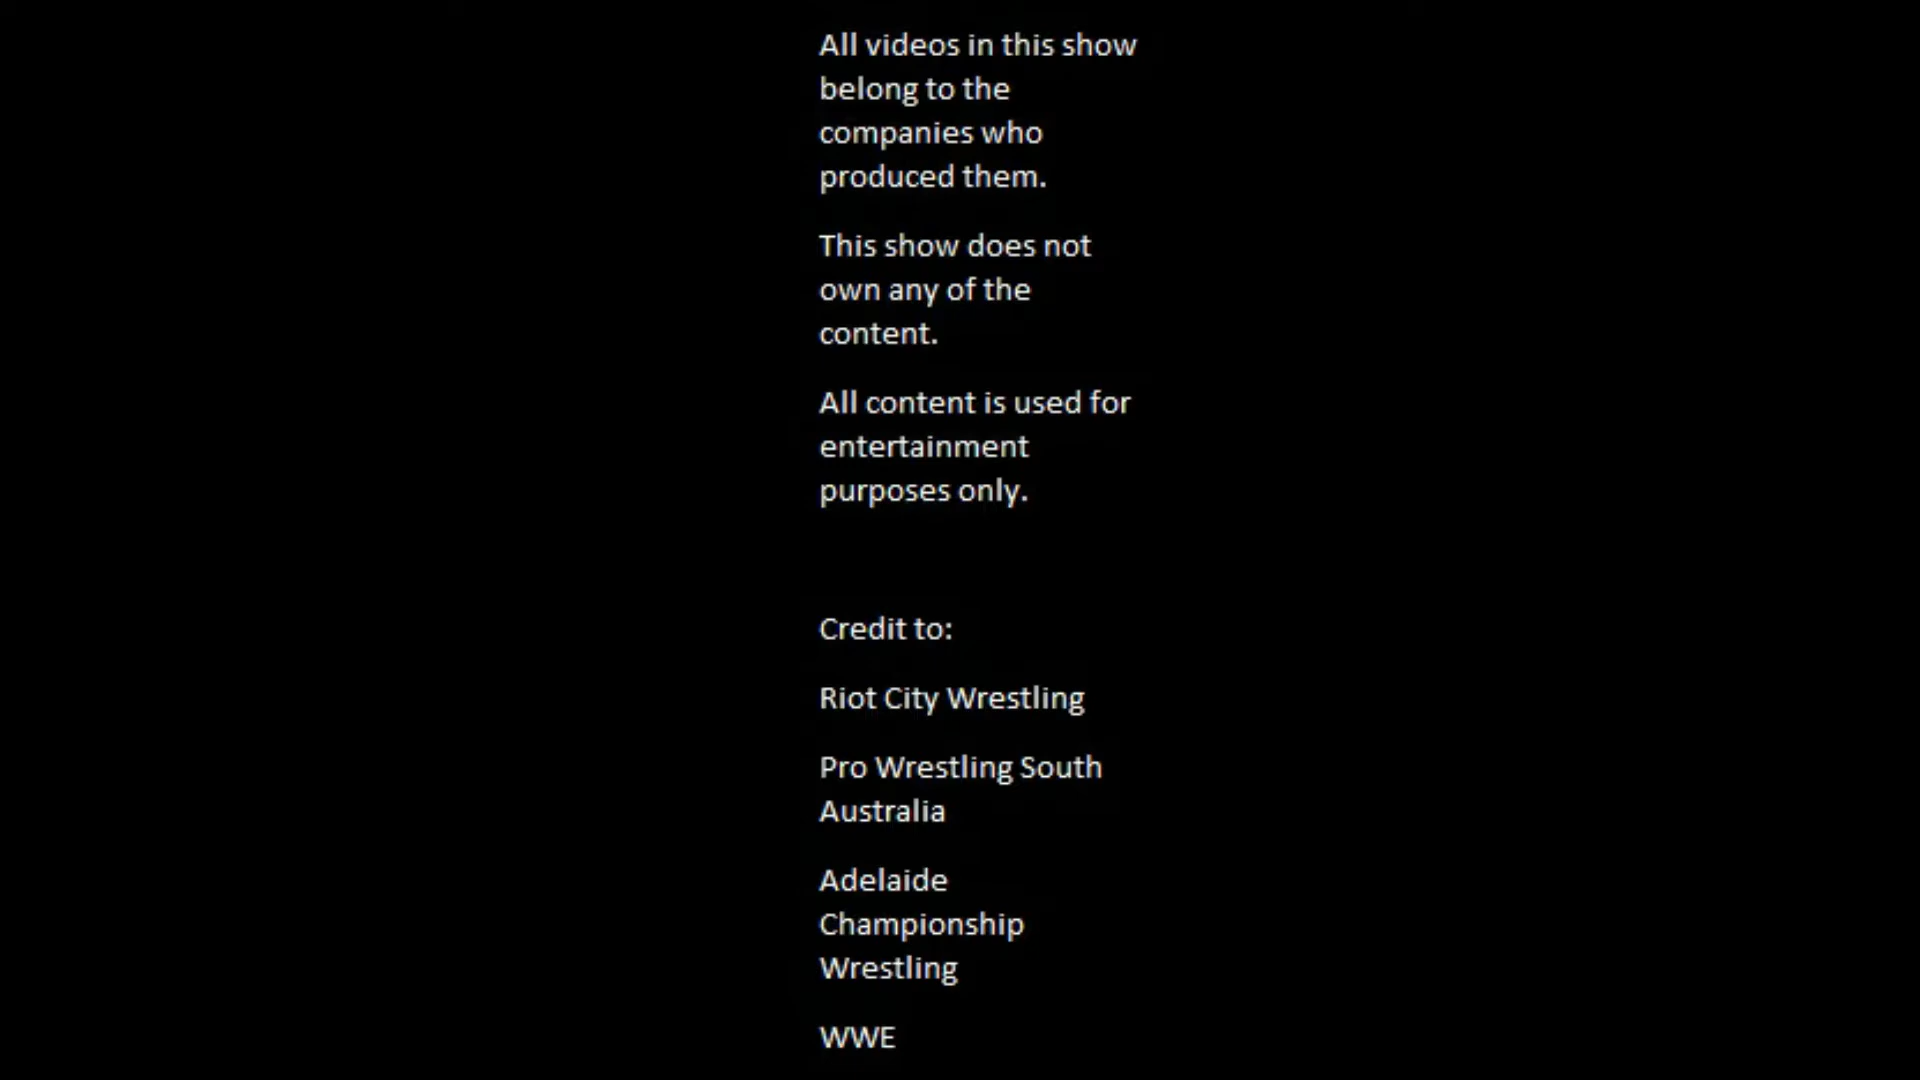 All videos in this show
belong to the
companies who
produced them.
This show does not
own any of the
content.
All content is used for
entertainment
purposes only.
Credit to:
Riot City Wrestling
Pro Wrestling South
Australia
Adelaide
Championship
Wrestling
WWE